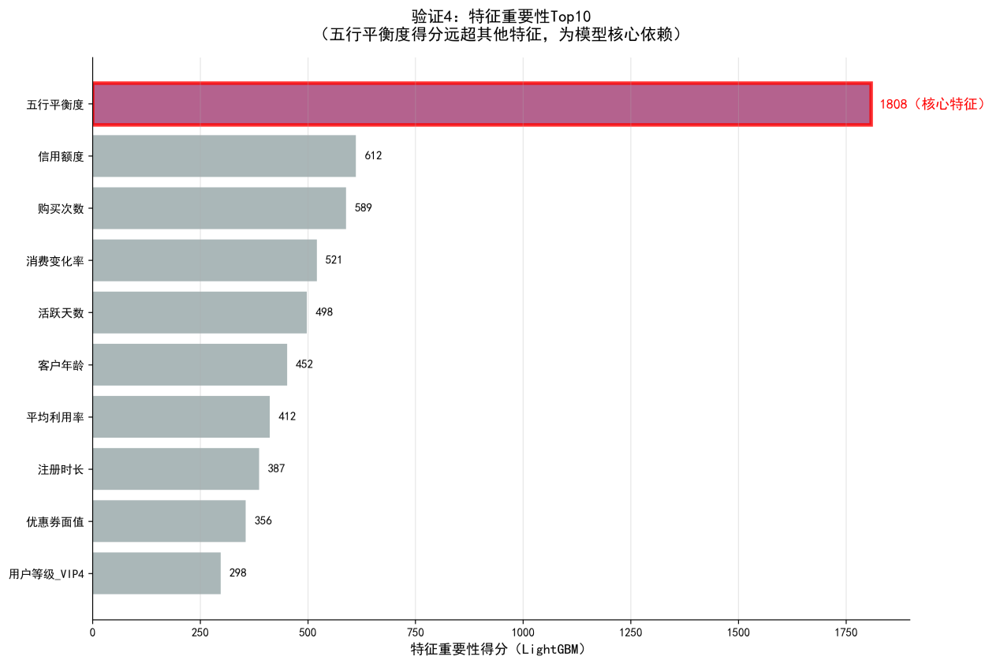 验证4：特征重要性Top10
（五行平衡度得分远超其他特征，为模型核心依赖）
五行平衡度
1808（核心特征）
信用额度
612
购买次数
589
消费变化率
521
活跃天数
498
客户年龄
452
平均利用率
412
注册时长
387
优惠券面值
356
用户等级_VIP4
298
0 250 500 750 1000 1250 1500 1750
特征重要性得分（LightGBM）